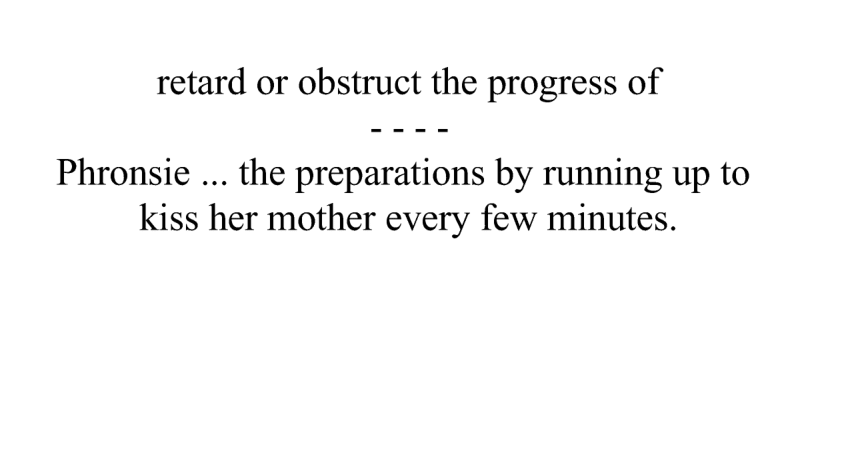 retard or obstruct the progress of
- - - -
Phronsie ... the preparations by running up to
kiss her mother every few minutes.